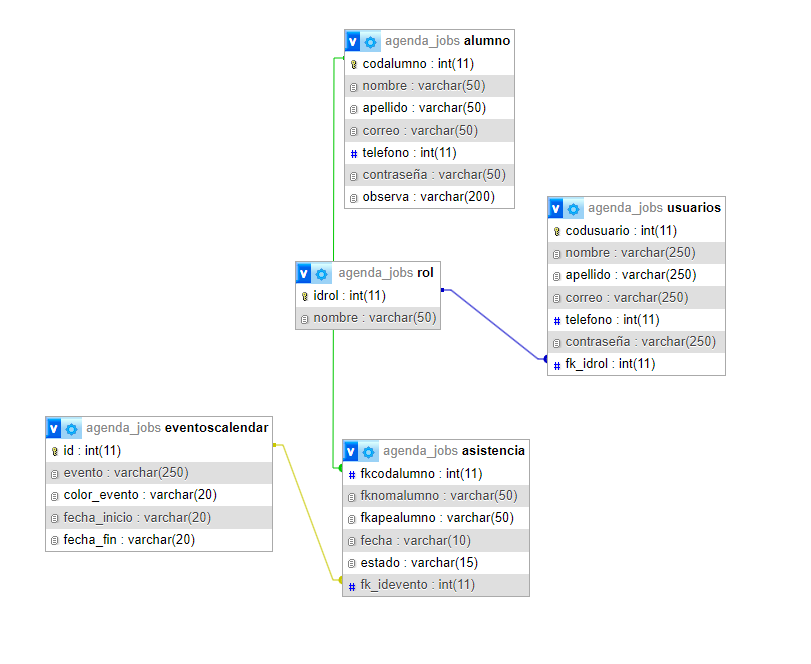 agenda_jobs alumno
codalumno : int(11)
nombre : varchar(50)
apellido : varchar(50)
correo : varchar(50)
# telefono : int(11)
contraseña : varchar(50)
observa : varchar(200)
agenda_jobs usuarios
codusuario : int(11)
nombre : varchar(250)
apellido : varchar(250)
correo : varchar(250)
# telefono : int(11)
contraseña : varchar(250)
# fk_idrol : int(11)
agenda_jobs rol
idrol : int(11)
nombre : varchar(50)
agenda_jobs eventoscalendar
id : int(11)
evento : varchar(250)
color_evento : varchar(20)
fecha_inicio : varchar(20)
fecha_fin : varchar(20)
agenda_jobs asistencia
# fkcodalumno : int(11)
fknomalumno : varchar(50)
fkapealumno : varchar(50)
fecha : varchar(10)
estado : varchar(15)
# fk_idevento : int(11)